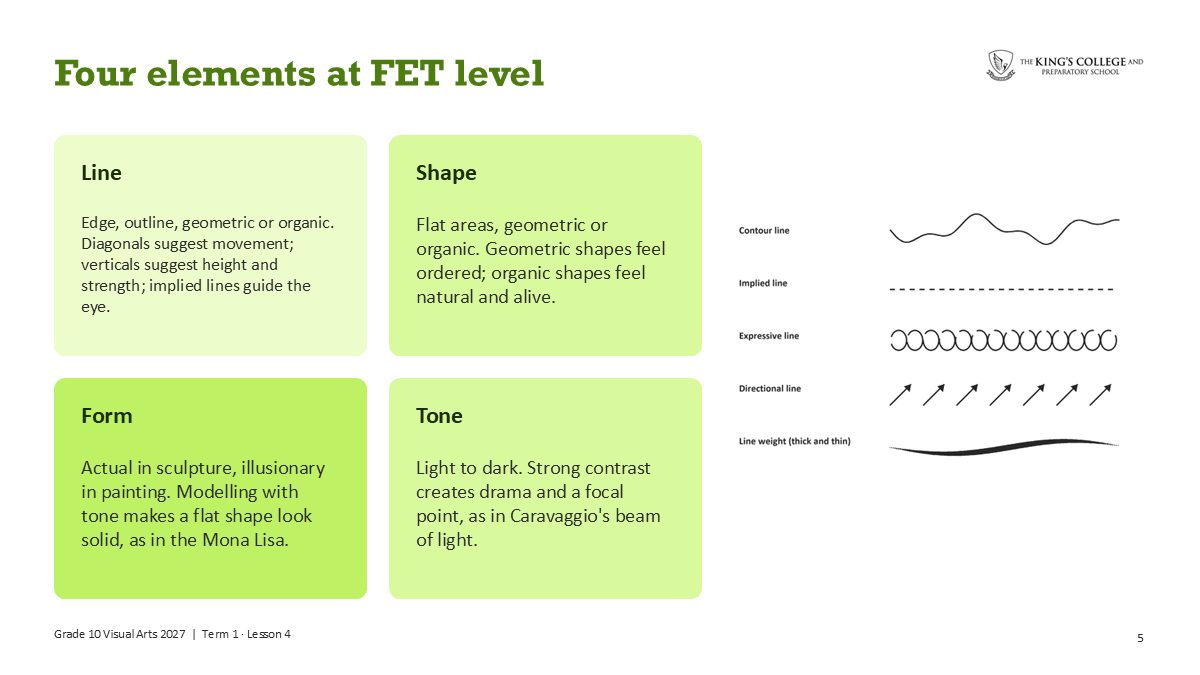 Four elements at FET level
THE KING'S COLLEGE AND
PREPARATORY SCHOOL
Line
Edge, outline, geometric or organic.
Diagonals suggest movement;
verticals suggest height and
strength; implied lines guide the
eye.
Shape
Flat areas, geometric or
organic. Geometric shapes feel
ordered; organic shapes feel
natural and alive.
Form
Actual in sculpture, illusionary
in painting. Modelling with
tone makes a flat shape look
solid, as in the Mona Lisa.
Tone
Light to dark. Strong contrast
creates drama and a focal
point, as in Caravaggio's beam
of light.
Contour line
Implied line
Expressive line
Directional line
Line weight (thick and thin)
Grade 10 Visual Arts 2027 | Term 1 · Lesson 4
5